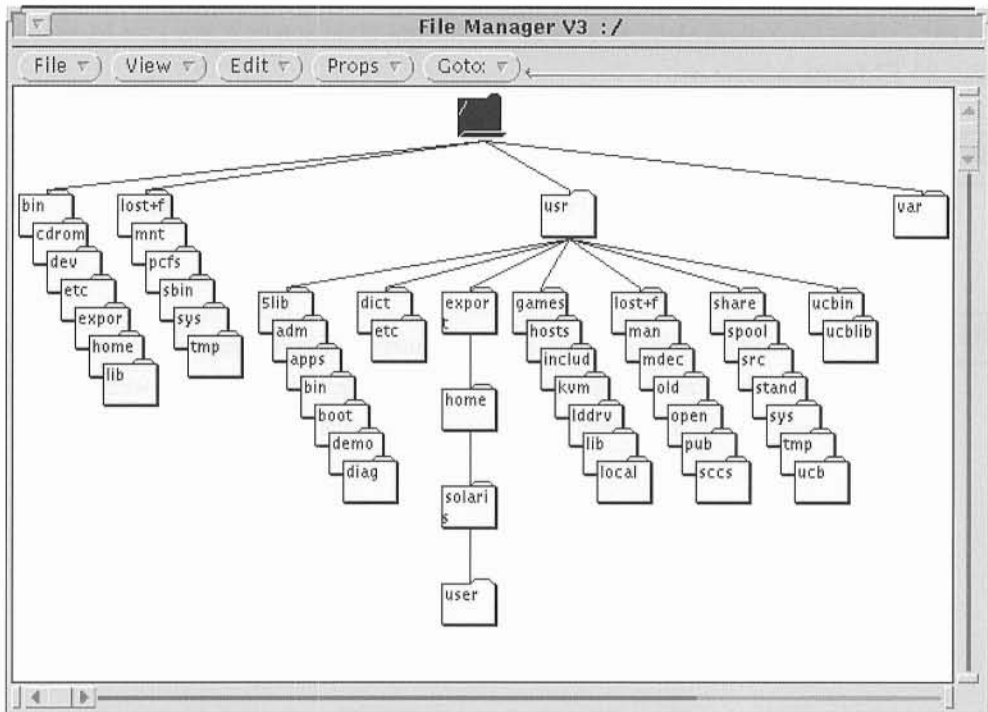 File Manager V3 :/
File View Edit Props Goto:
/
bin
cdrom
dev
etc
expor
home
lib
lost+f
mnt
pcfs
sbin
sys
tmp
usr
var
5lib
adm
apps
bin
boot
demo
diag
dict
etc
expor
t
home
solari
s
user
games
hosts
includ
kvm
lddrv
lib
local
lost+f
man
mdec
old
open
pub
sccs
share
spool
src
stand
sys
tmp
ucb
ucbin
ucblib